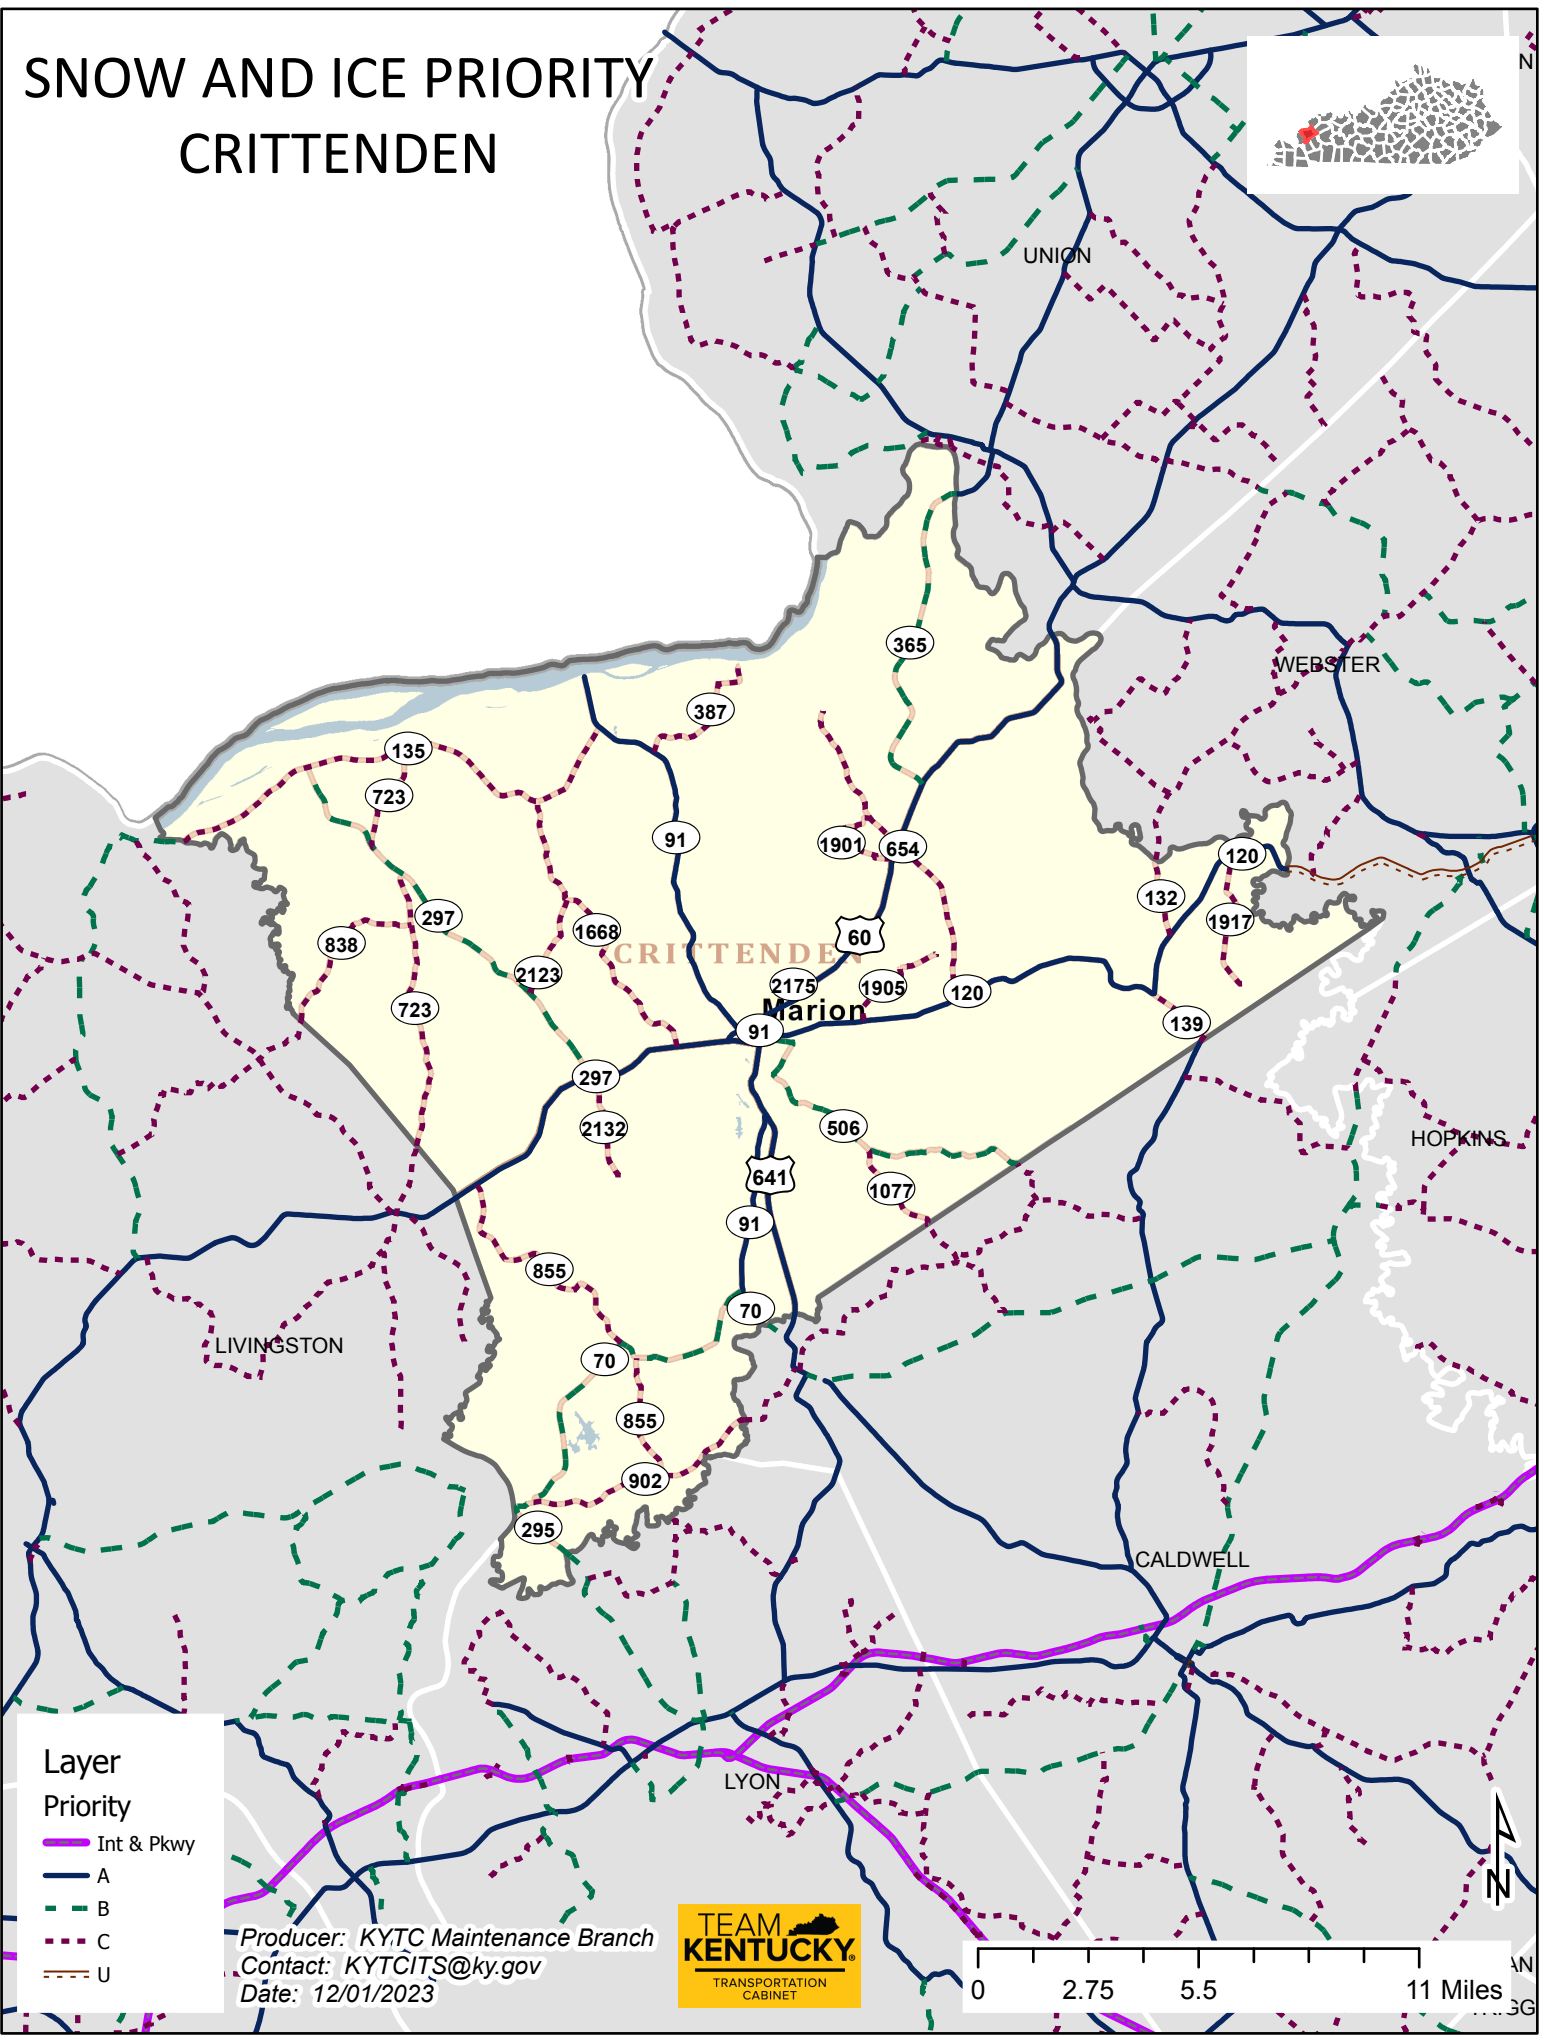 SNOW AND ICE PRIORITY
CRITTENDEN
N
UNION
WEBSTER
365
387
135
723
91
1901
654
120
132
1917
297
838
1668
60
CRITTENDEN
2123
2175
1905
120
723
Marion
91
139
297
506
2132
HOPKINS
641
1077
91
855
70
LIVINGSTON
70
855
902
295
CALDWELL
LYON
Layer
Priority
Int & Pkwy
A
B
C
U
Producer: KYTC Maintenance Branch
Contact: KYTCITS@ky.gov
Date: 12/01/2023
TEAM
KENTUCKY®
TRANSPORTATION
CABINET
N
0 2.75 5.5 11 Miles
AN
RIGG